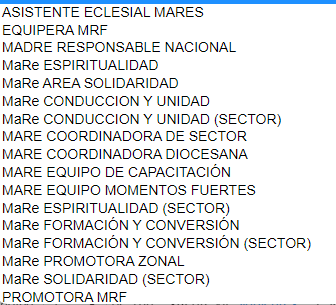 ASISTENTE ECLESIAL MARES
EQUIPERA MRF
MADRE RESPONSABLE NACIONAL
MaRe ESPIRITUALIDAD
MaRe AREA SOLIDARIDAD
MaRe CONDUCCION Y UNIDAD
MaRe CONDUCCION Y UNIDAD (SECTOR)
MARE COORDINADORA DE SECTOR
MARE COORDINADORA DIOCESANA
MARE EQUIPO DE CAPACITACIÓN
MARE EQUIPO MOMENTOS FUERTES
MaRe ESPIRITUALIDAD (SECTOR)
MaRe FORMACIÓN Y CONVERSIÓN
MaRe FORMACIÓN Y CONVERSIÓN (SECTOR)
MaRe PROMOTORA ZONAL
MaRe SOLIDARIDAD (SECTOR)
PROMOTORA MRF